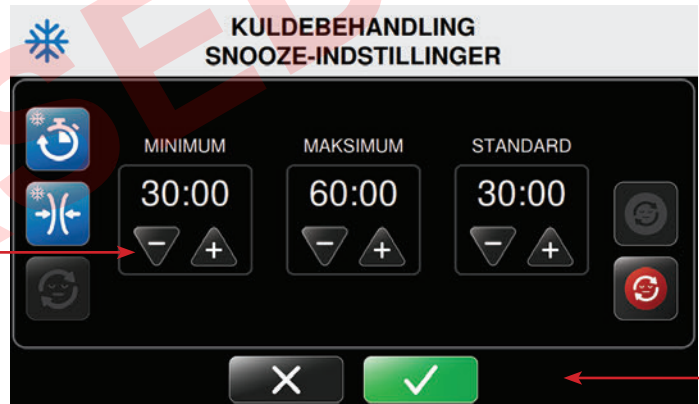 KULDEBEHANDLING
SNOOZE-INDSTILLINGER
MINIMUM MAKSIMUM STANDARD
30:00 60:00 30:00
- + - + - +